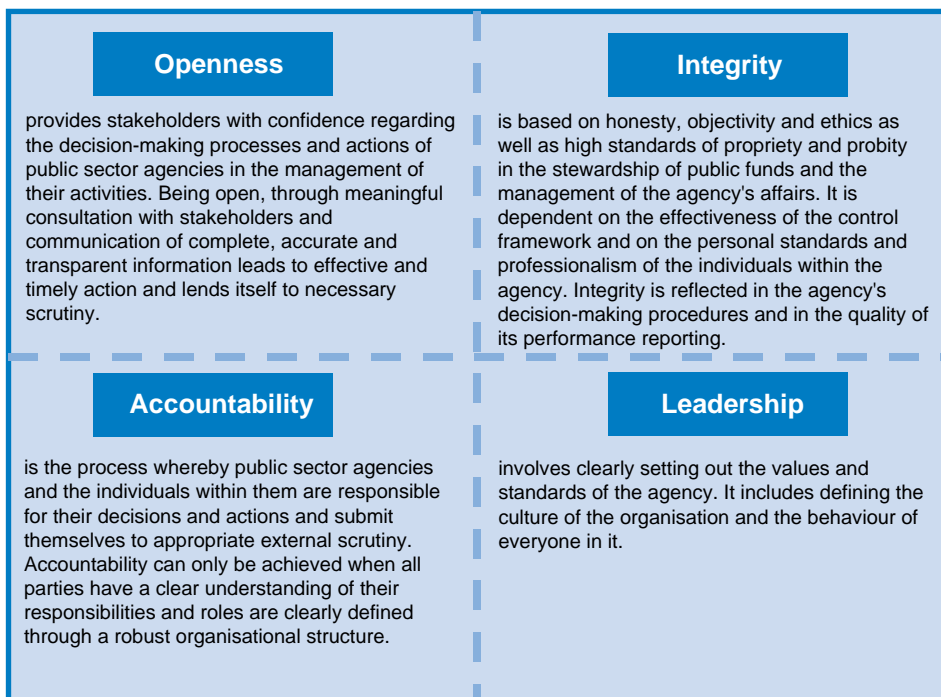 Openness
provides stakeholders with confidence regarding
the decision-making processes and actions of
public sector agencies in the management of
their activities. Being open, through meaningful
consultation with stakeholders and
communication of complete, accurate and
transparent information leads to effective and
timely action and lends itself to necessary
scrutiny.
Integrity
is based on honesty, objectivity and ethics as
well as high standards of propriety and probity
in the stewardship of public funds and the
management of the agency's affairs. It is
dependent on the effectiveness of the control
framework and on the personal standards and
professionalism of the individuals within the
agency. Integrity is reflected in the agency's
decision-making procedures and in the quality of
its performance reporting.
Accountability
is the process whereby public sector agencies
and the individuals within them are responsible
for their decisions and actions and submit
themselves to appropriate external scrutiny.
Accountability can only be achieved when all
parties have a clear understanding of their
responsibilities and roles are clearly defined
through a robust organisational structure.
Leadership
involves clearly setting out the values and
standards of the agency. It includes defining the
culture of the organisation and the behaviour of
everyone in it.